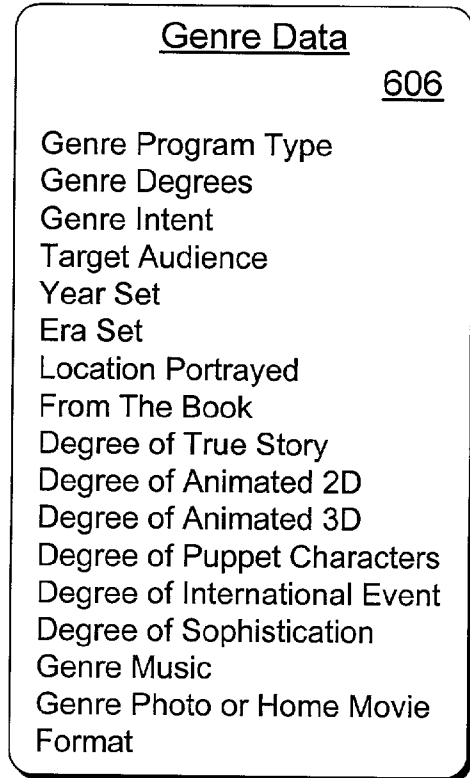 Genre Data
606
Genre Program Type
Genre Degrees
Genre Intent
Target Audience
Year Set
Era Set
Location Portrayed
From The Book
Degree of True Story
Degree of Animated 2D
Degree of Animated 3D
Degree of Puppet Characters
Degree of International Event
Degree of Sophistication
Genre Music
Genre Photo or Home Movie
Format